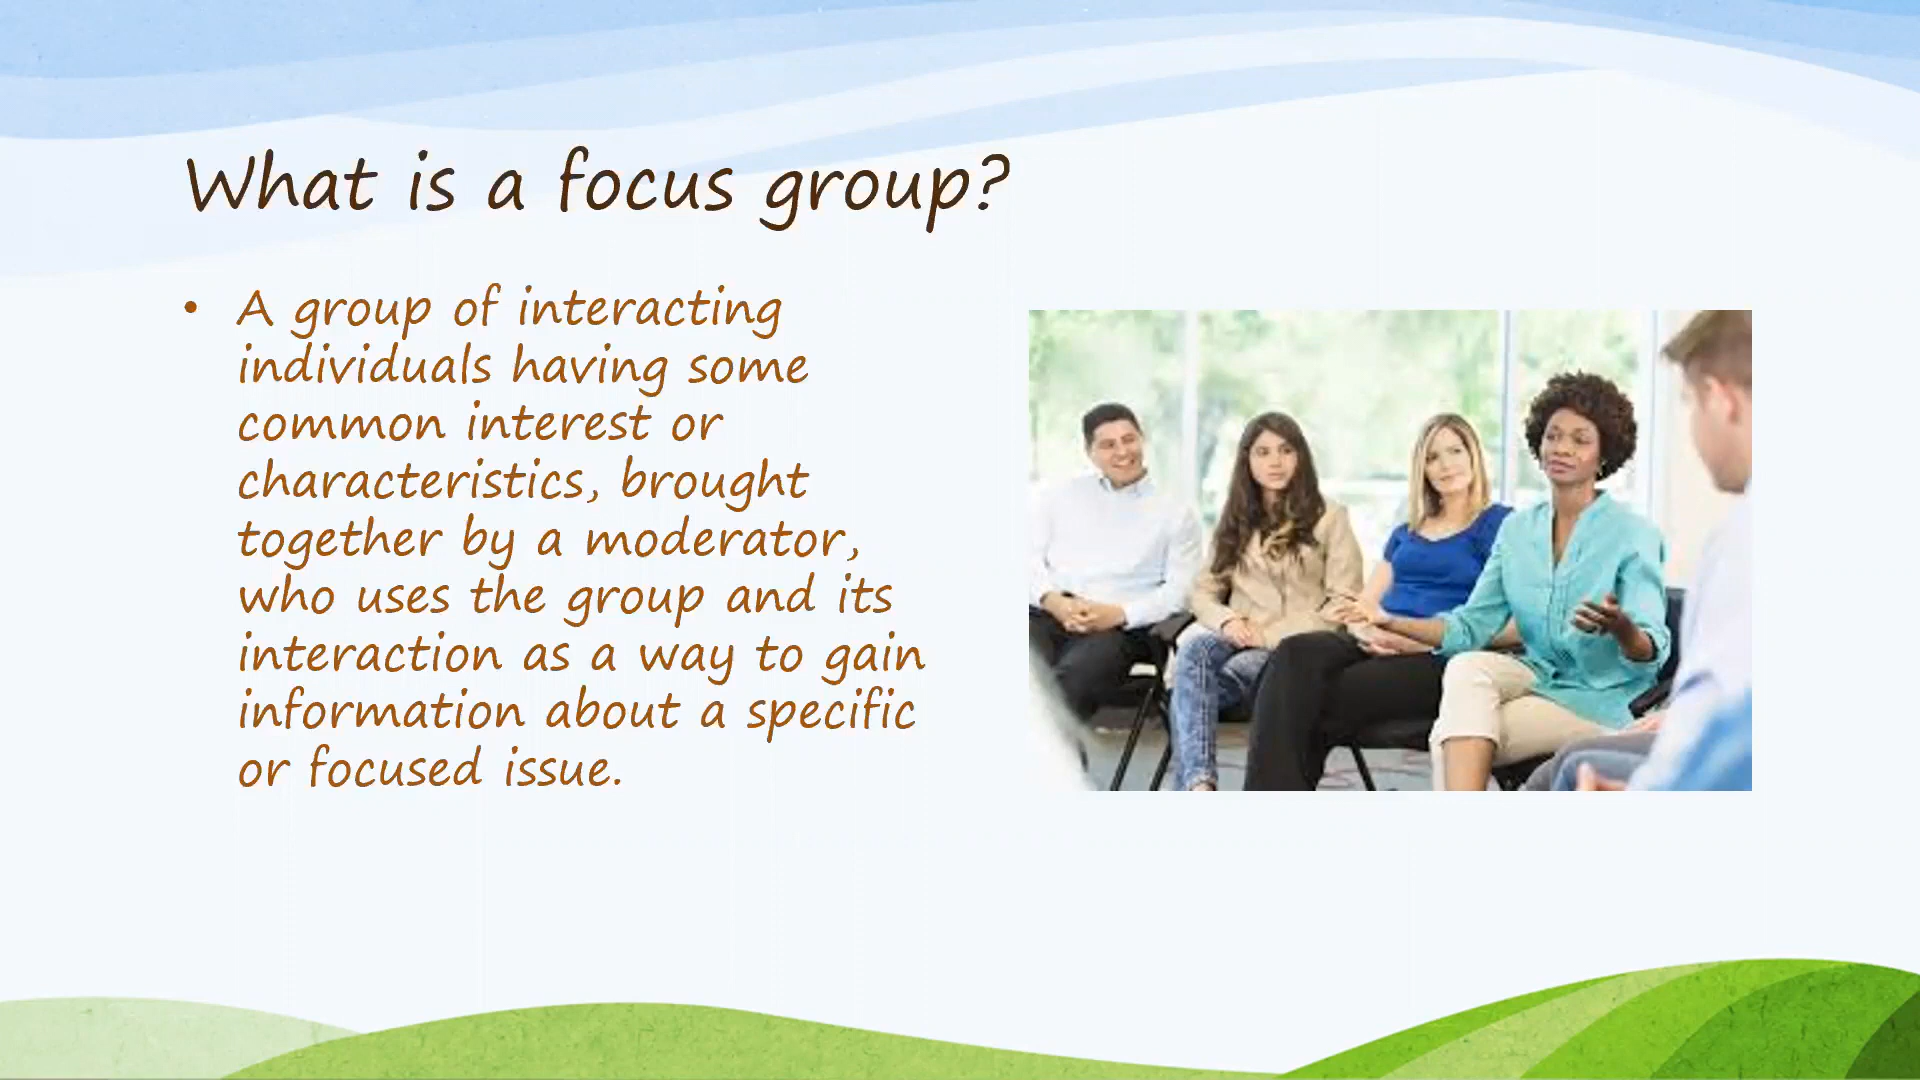 What is a focus group?
• A group of interacting
individuals having some
common interest or
characteristics, brought
together by a moderator,
who uses the group and its
interaction as a way to gain
information about a specific
or focused issue.